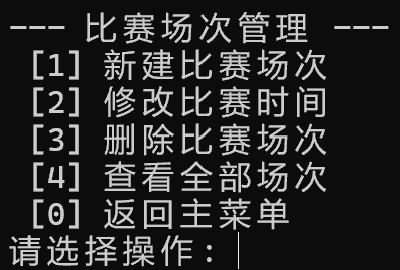 --- 比赛场次管理 ---
[1] 新建比赛场次
[2] 修改比赛时间
[3] 删除比赛场次
[4] 查看全部场次
[0] 返回主菜单
请选择操作: